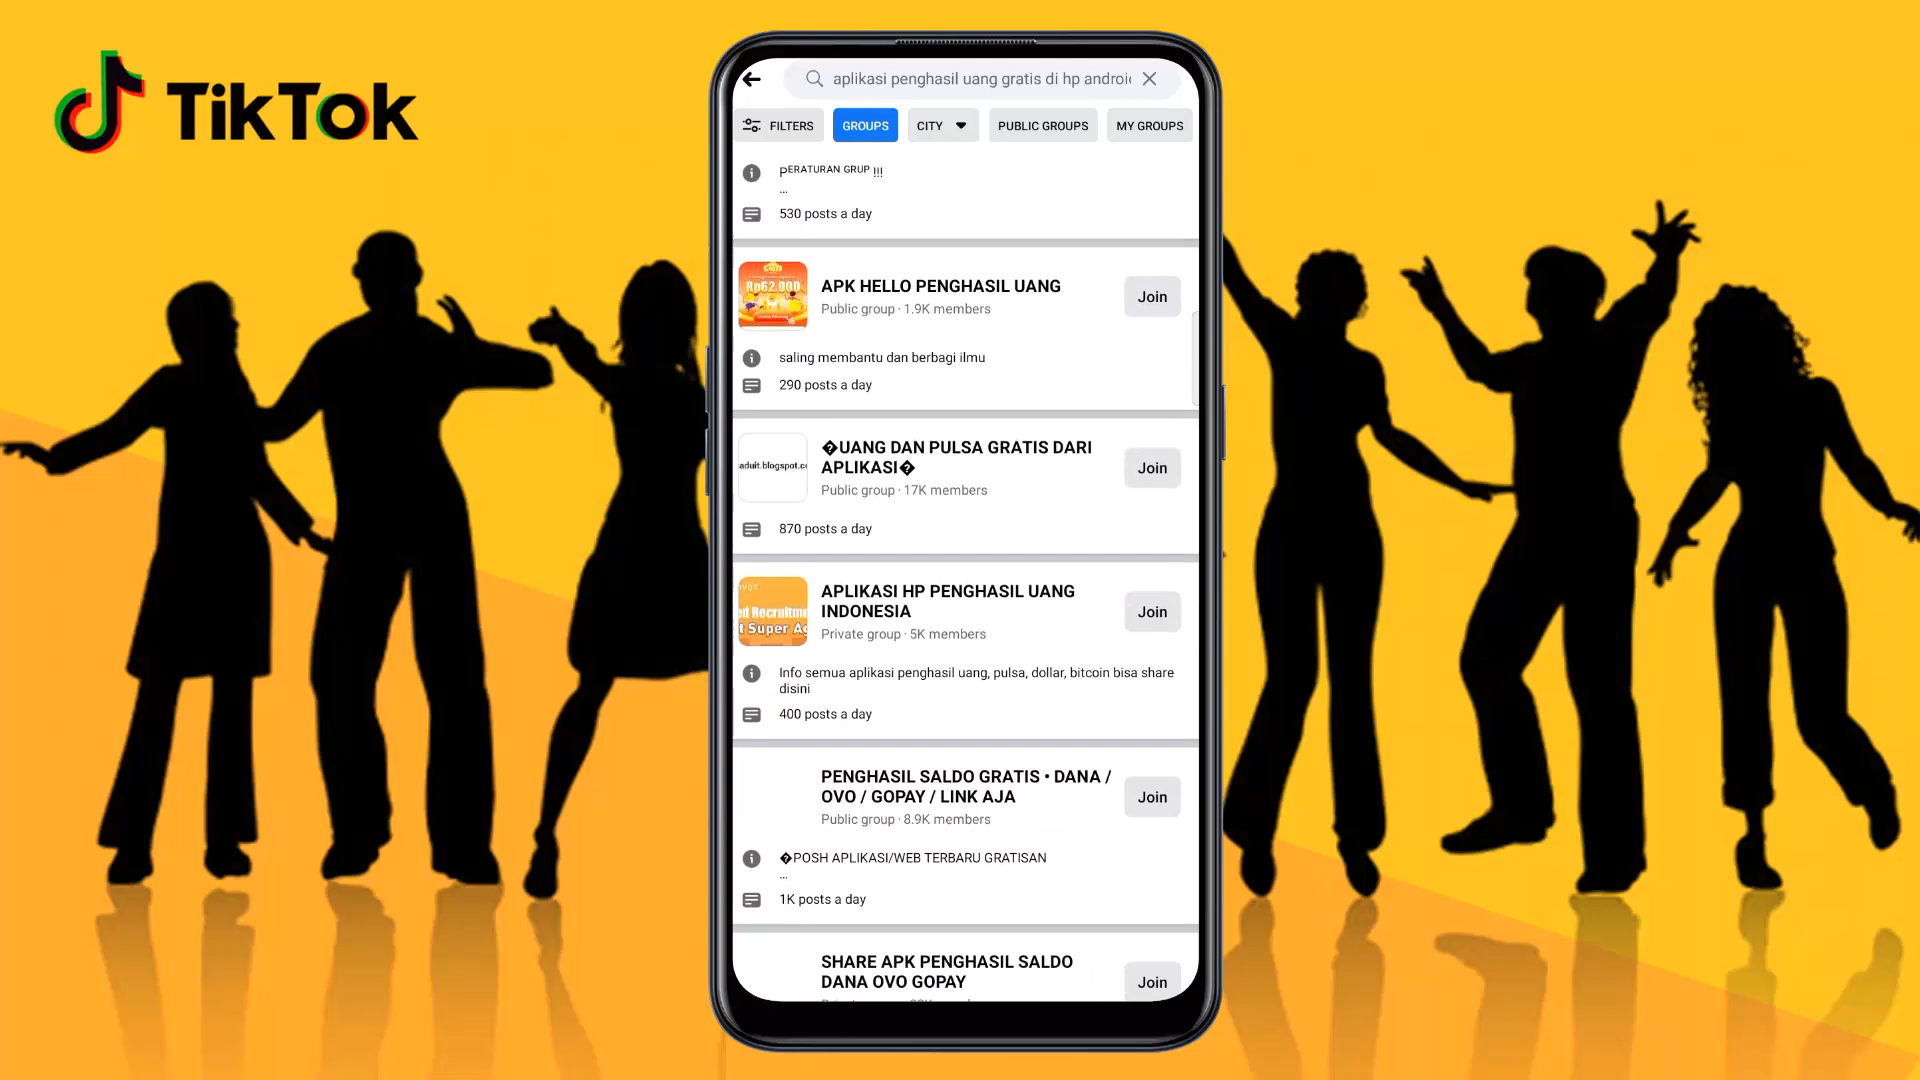 TikTok
aplikasi penghasil uang gratis di hp androi
FILTERS
GROUPS
CITY
PUBLIC GROUPS
MY GROUPS
PERATURAN GRUP !!!
...
530 posts a day
Rp62.000
APK HELLO PENGHASIL UANG
Join
Public group · 1.9K members
saling membantu dan berbagi ilmu
290 posts a day
aduit.blogspot.co
�UANG DAN PULSA GRATIS DARI
APLIKASI�
Join
Public group · 17K members
870 posts a day
ed Recruitme
t Super Ag
APLIKASI HP PENGHASIL UANG
INDONESIA
Join
Private group · 5K members
Info semua aplikasi penghasil uang, pulsa, dollar, bitcoin bisa share
disini
400 posts a day
PENGHASIL SALDO GRATIS • DANA /
OVO / GOPAY / LINK AJA
Join
Public group · 8.9K members
�POSH APLIKASI/WEB TERBARU GRATISAN
...
1K posts a day
SHARE APK PENGHASIL SALDO
DANA OVO GOPAY
Join